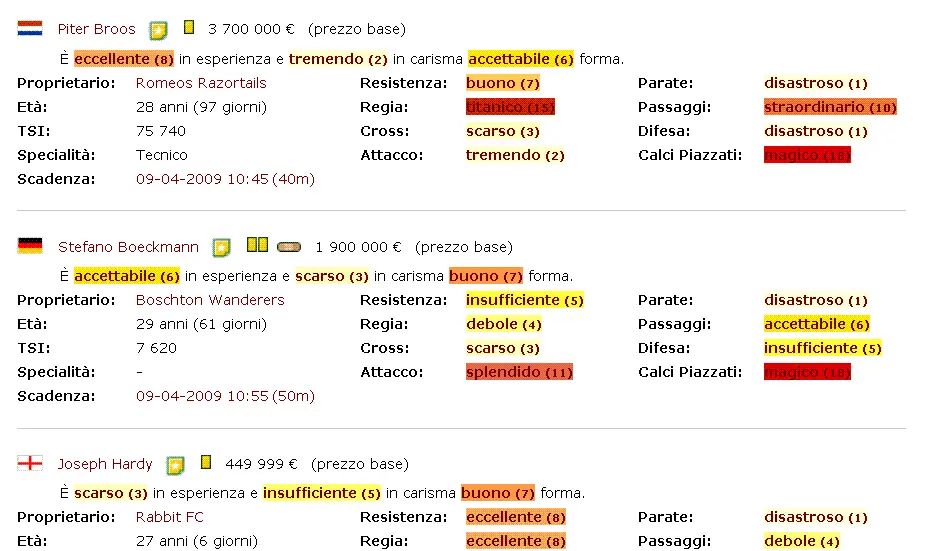 Piter Broos 3 700 000 € (prezzo base)
È eccellente (8) in esperienza e tremendo (2) in carisma accettabile (6) forma.
Proprietario: Romeos Razortails Resistenza: buono (7) Parate: disastroso (1)
Età: 28 anni (97 giorni) Regia: titanico (15) Passaggi: straordinario (10)
TSI: 75 740 Cross: scarso (3) Difesa: disastroso (1)
Specialità: Tecnico Attacco: tremendo (2) Calci Piazzati: magico (18)
Scadenza: 09-04-2009 10:45 (40m)
Stefano Boeckmann 1 900 000 € (prezzo base)
È accettabile (6) in esperienza e scarso (3) in carisma buono (7) forma.
Proprietario: Boschton Wanderers Resistenza: insufficiente (5) Parate: disastroso (1)
Età: 29 anni (61 giorni) Regia: debole (4) Passaggi: accettabile (6)
TSI: 7 620 Cross: scarso (3) Difesa: insufficiente (5)
Specialità: - Attacco: splendido (11) Calci Piazzati: magico (18)
Scadenza: 09-04-2009 10:55 (50m)
Joseph Hardy 449 999 € (prezzo base)
È scarso (3) in esperienza e insufficiente (5) in carisma buono (7) forma.
Proprietario: Rabbit FC Resistenza: eccellente (8) Parate: disastroso (1)
Età: 27 anni (6 giorni) Regia: eccellente (8) Passaggi: debole (4)